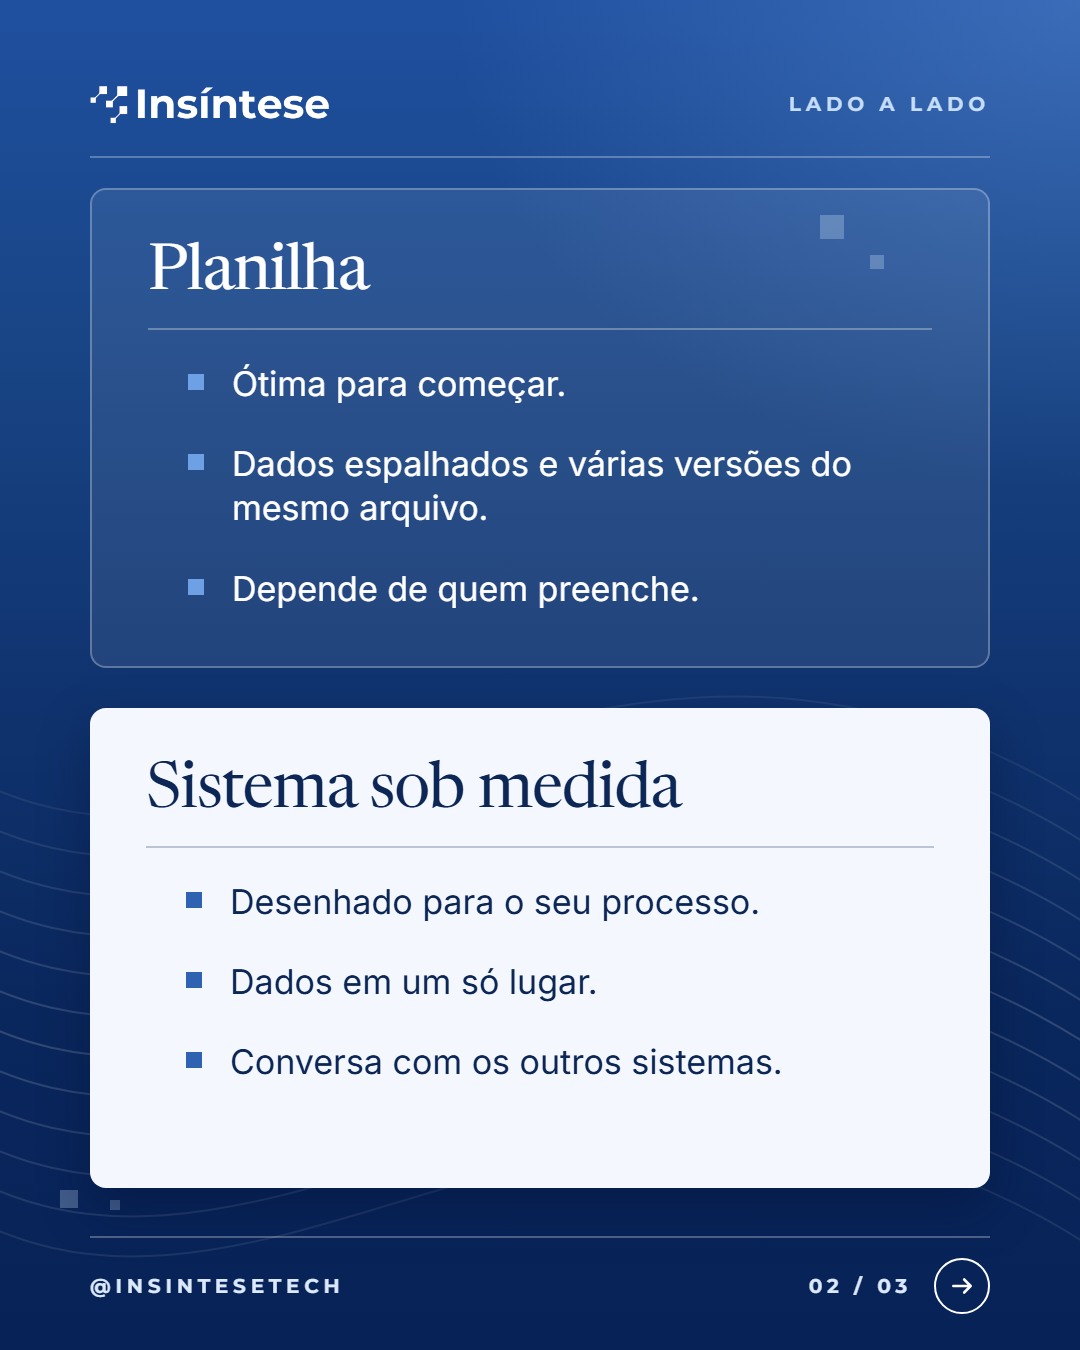 Insíntese
LADO A LADO
Planilha
Ótima para começar.
Dados espalhados e várias versões do
mesmo arquivo.
Depende de quem preenche.
Sistema sob medida
Desenhado para o seu processo.
Dados em um só lugar.
Conversa com os outros sistemas.
@INSINTESETECH
02 / 03